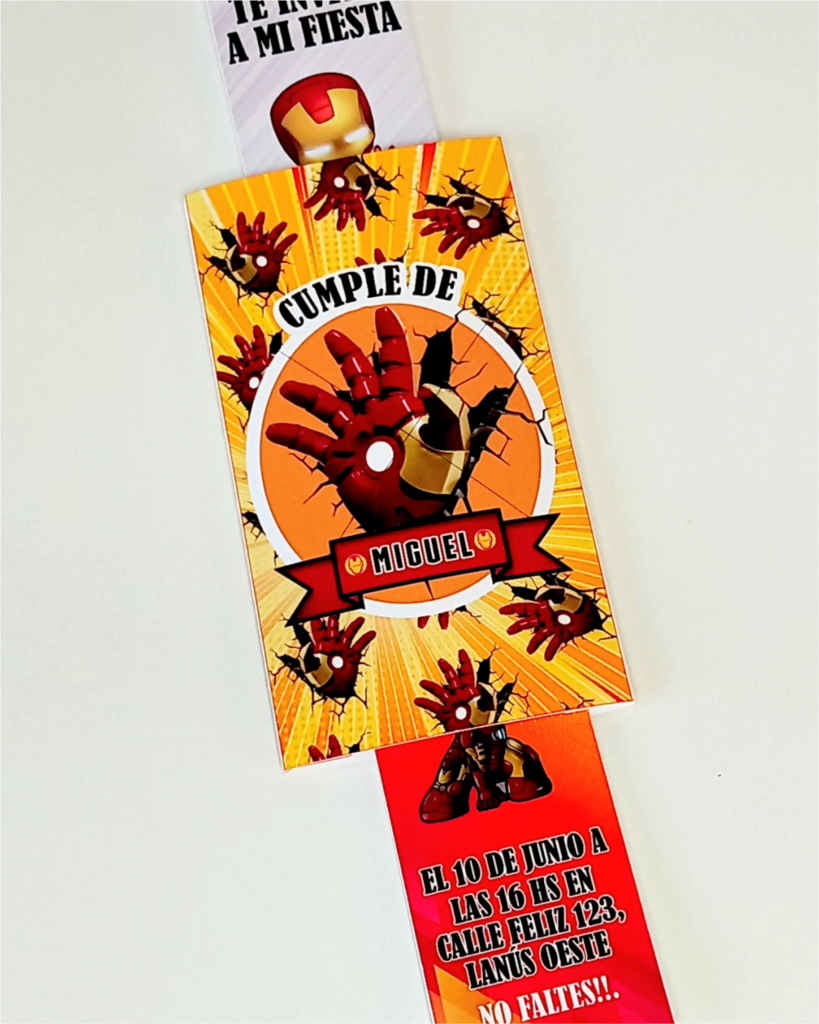 TE
A MI FIESTA
CUMPLE DE
MIGUEL
EL 10 DE JUNIO A
LAS 16 HS EN
CALLE FELIZ 123,
LANÚS OESTE
NO FALTES!!.